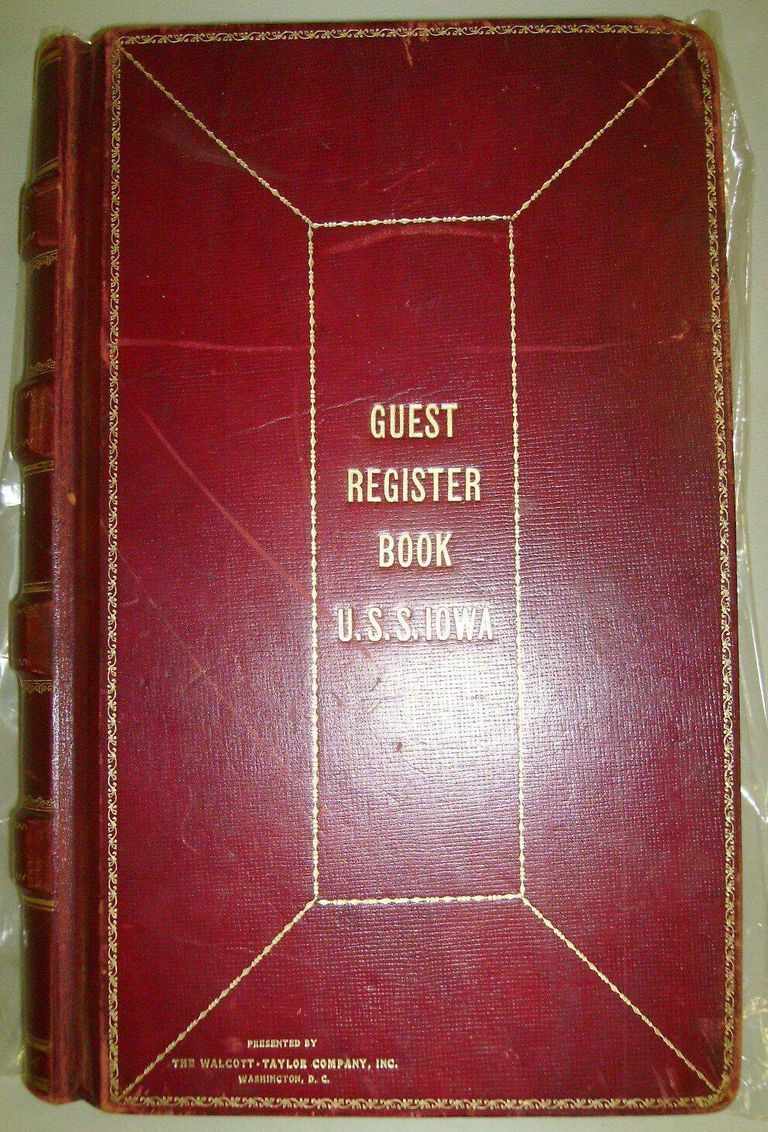 GUEST
REGISTER
BOOK
U.S.S. IOWA
PRESENTED BY
THE WALCOTT-TAYLOR COMPANY, INC.
WASHINGTON, D. C.